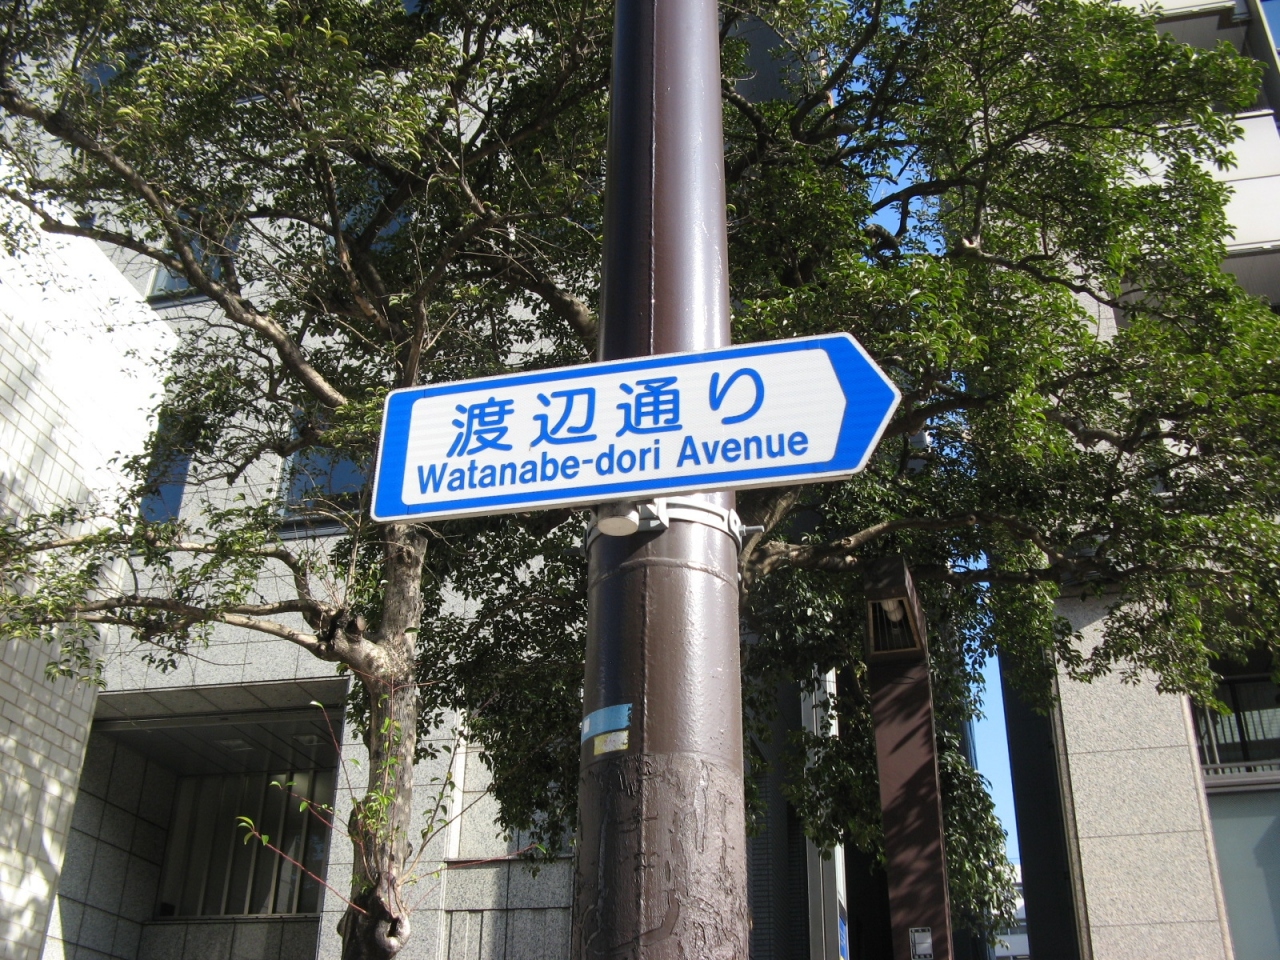 渡辺通り
Watanabe-dori Avenue